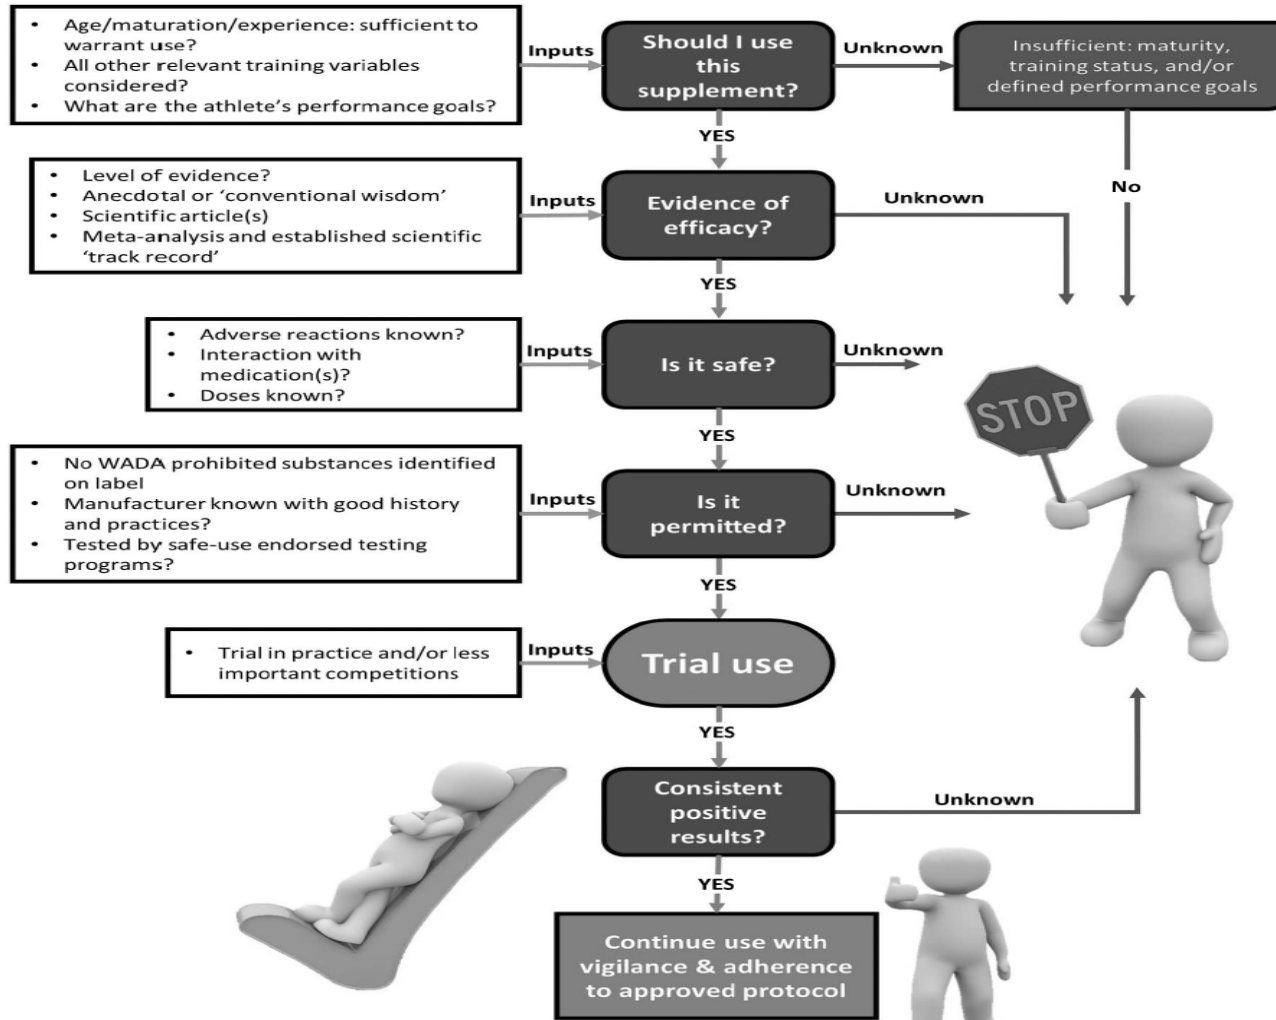 • Age/maturation/experience: sufficient to
warrant use?
• All other relevant training variables
considered?
• What are the athlete's performance goals?
Inputs
Should I use
this
supplement?
Unknown
Insufficient: maturity,
training status, and/or
defined performance goals
YES
No
• Level of evidence?
• Anecdotal or 'conventional wisdom'
• Scientific article(s)
• Meta-analysis and established scientific
'track record'
Inputs
Evidence of
efficacy?
Unknown
YES
• Adverse reactions known?
• Interaction with
medication(s)?
• Doses known?
Inputs
Is it safe?
Unknown
STOP
YES
• No WADA prohibited substances identified
on label
• Manufacturer known with good history
and practices?
• Tested by safe-use endorsed testing
programs?
Inputs
Is it
permitted?
Unknown
YES
• Trial in practice and/or less
important competitions
Inputs
Trial use
YES
Consistent
positive
results?
Unknown
YES
Continue use with
vigilance & adherence
to approved protocol